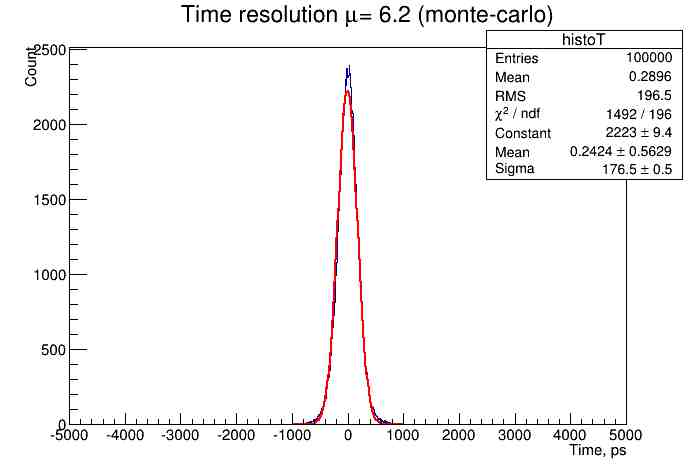 Time resolution μ= 6.2 (monte-carlo)
histoT
Entries 100000
Mean 0.2896
RMS 196.5
χ² / ndf 1492 / 196
Constant 2223 ± 9.4
Mean 0.2424 ± 0.5629
Sigma 176.5 ± 0.5
Count
2500
2000
1500
1000
500
0
-5000 -4000 -3000 -2000 -1000 0 1000 2000 3000 4000 5000
Time, ps